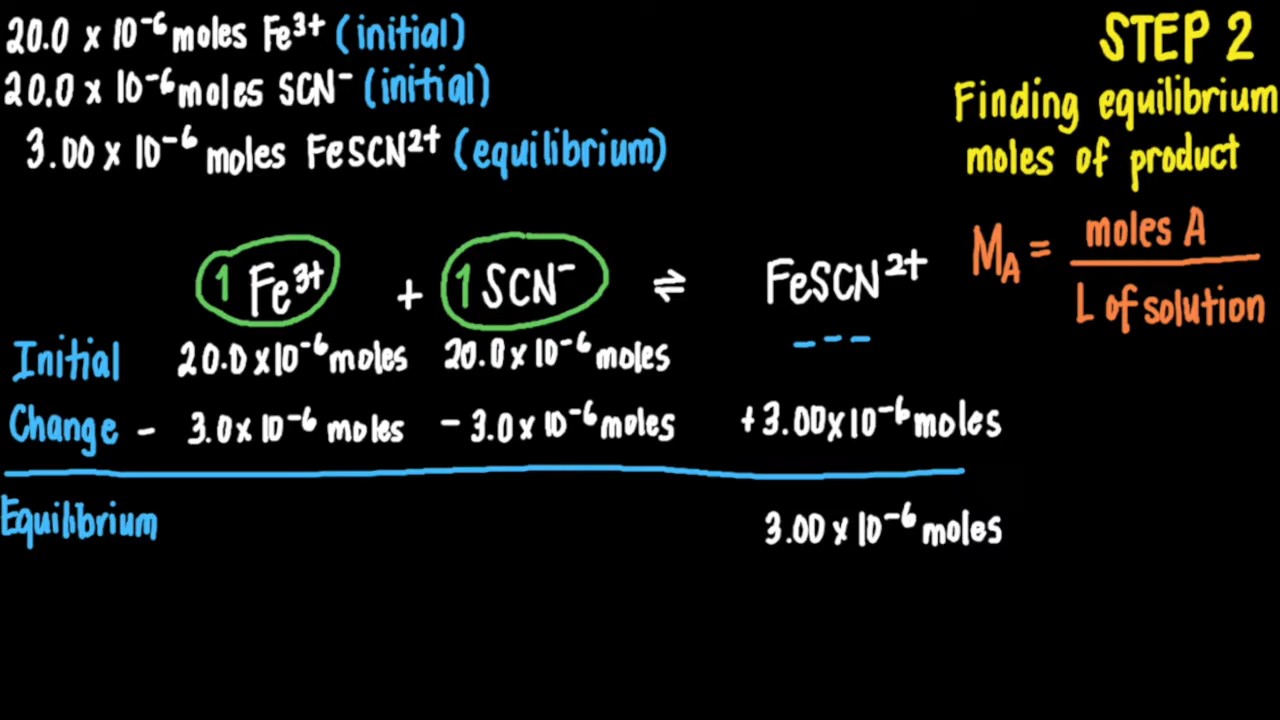 20.0 x 10⁻⁶ moles Fe³⁺ (initial)
20.0 x 10⁻⁶ moles SCN⁻ (initial)
3.00 x 10⁻⁶ moles FeSCN²⁺ (equilibrium)
STEP 2
Finding equilibrium
moles of product
M_A = moles A
L of solution
1 Fe³⁺ + 1 SCN⁻ ⇌ FeSCN²⁺
Initial 20.0 x 10⁻⁶ moles 20.0 x 10⁻⁶ moles ---
Change - 3.0 x 10⁻⁶ moles - 3.0 x 10⁻⁶ moles + 3.00 x 10⁻⁶ moles
Equilibrium 3.00 x 10⁻⁶ moles